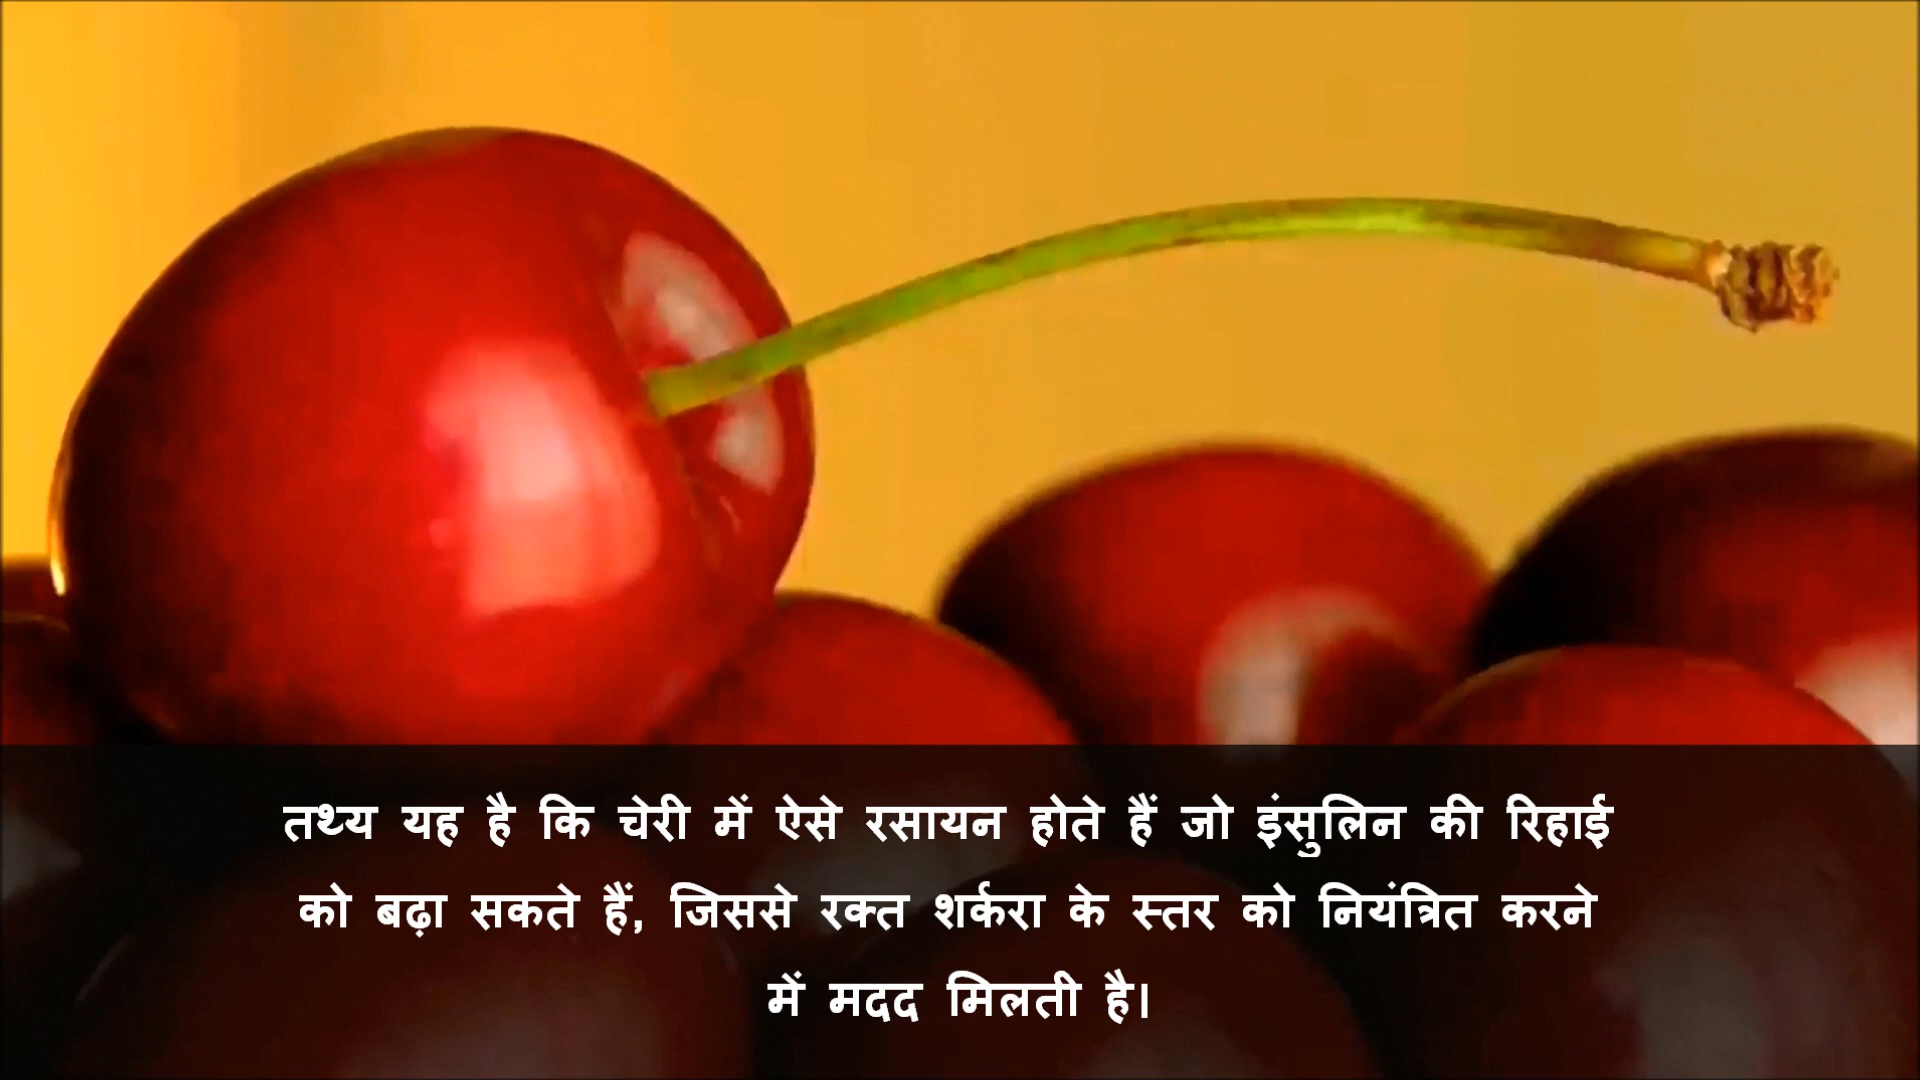 तथ्य यह है कि चेरी में ऐसे रसायन होते हैं जो इंसुलिन की रिहाई
को बढ़ा सकते हैं, जिससे रक्त शर्करा के स्तर को नियंत्रित करने
में मदद मिलती है।